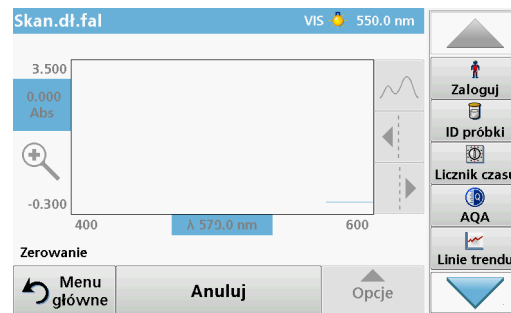 Skan.dł.fal VIS 550.0 nm
3.500
0.000
Abs
-0.300
400 λ 579.0 nm 600
Zerowanie
Menu
główne
Anuluj
Opcje
Zaloguj
ID próbki
Licznik czasu
AQA
Linie trendu